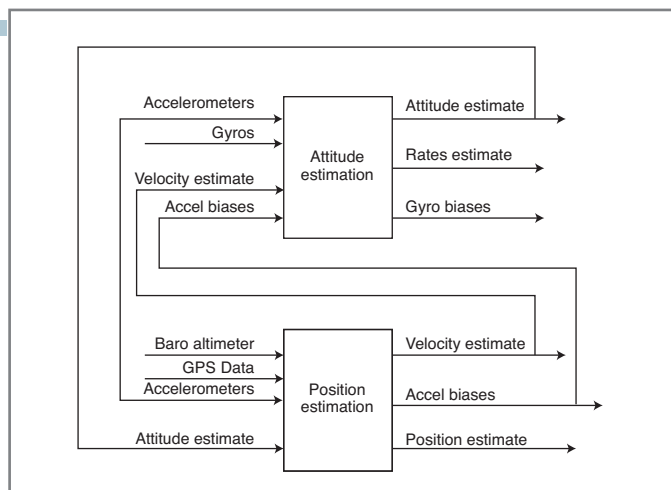 Accelerometers
Gyros
Velocity estimate
Accel biases
Attitude
estimation
Attitude estimate
Rates estimate
Gyro biases
Baro altimeter
GPS Data
Accelerometers
Attitude estimate
Position
estimation
Velocity estimate
Accel biases
Position estimate